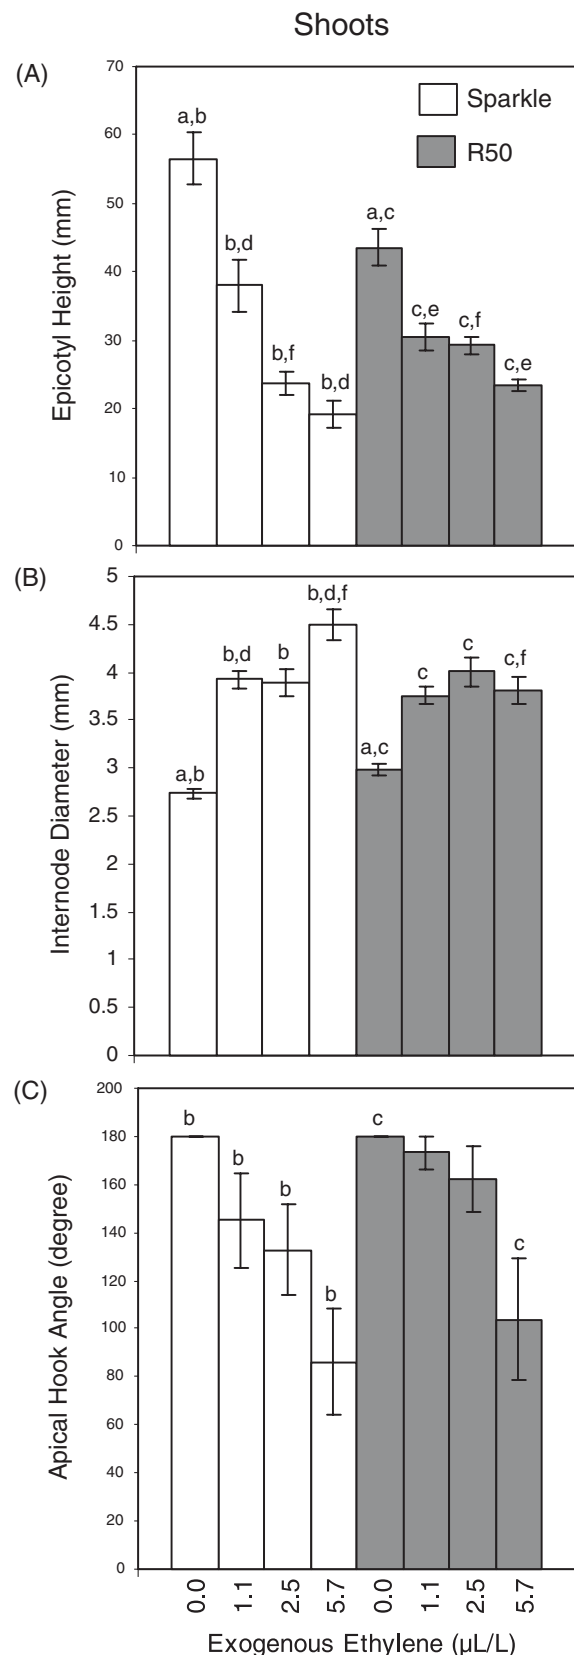 Shoots
(A)
Epicotyl Height (mm)
70
60
50
40
30
20
10
0
Sparkle
R50
a,b
b,d
b,f
b,d
a,c
c,e
c,f
c,e
(B)
Internode Diameter (mm)
5
4.5
4
3.5
3
2.5
2
1.5
1
0.5
0
a,b
b,d
b
b,d,f
a,c
c
c
c,f
(C)
Apical Hook Angle (degree)
200
180
160
140
120
100
80
60
40
20
0
b
b
b
b
c
c
0.0 1.1 2.5 5.7 0.0 1.1 2.5 5.7
Exogenous Ethylene (µL/L)